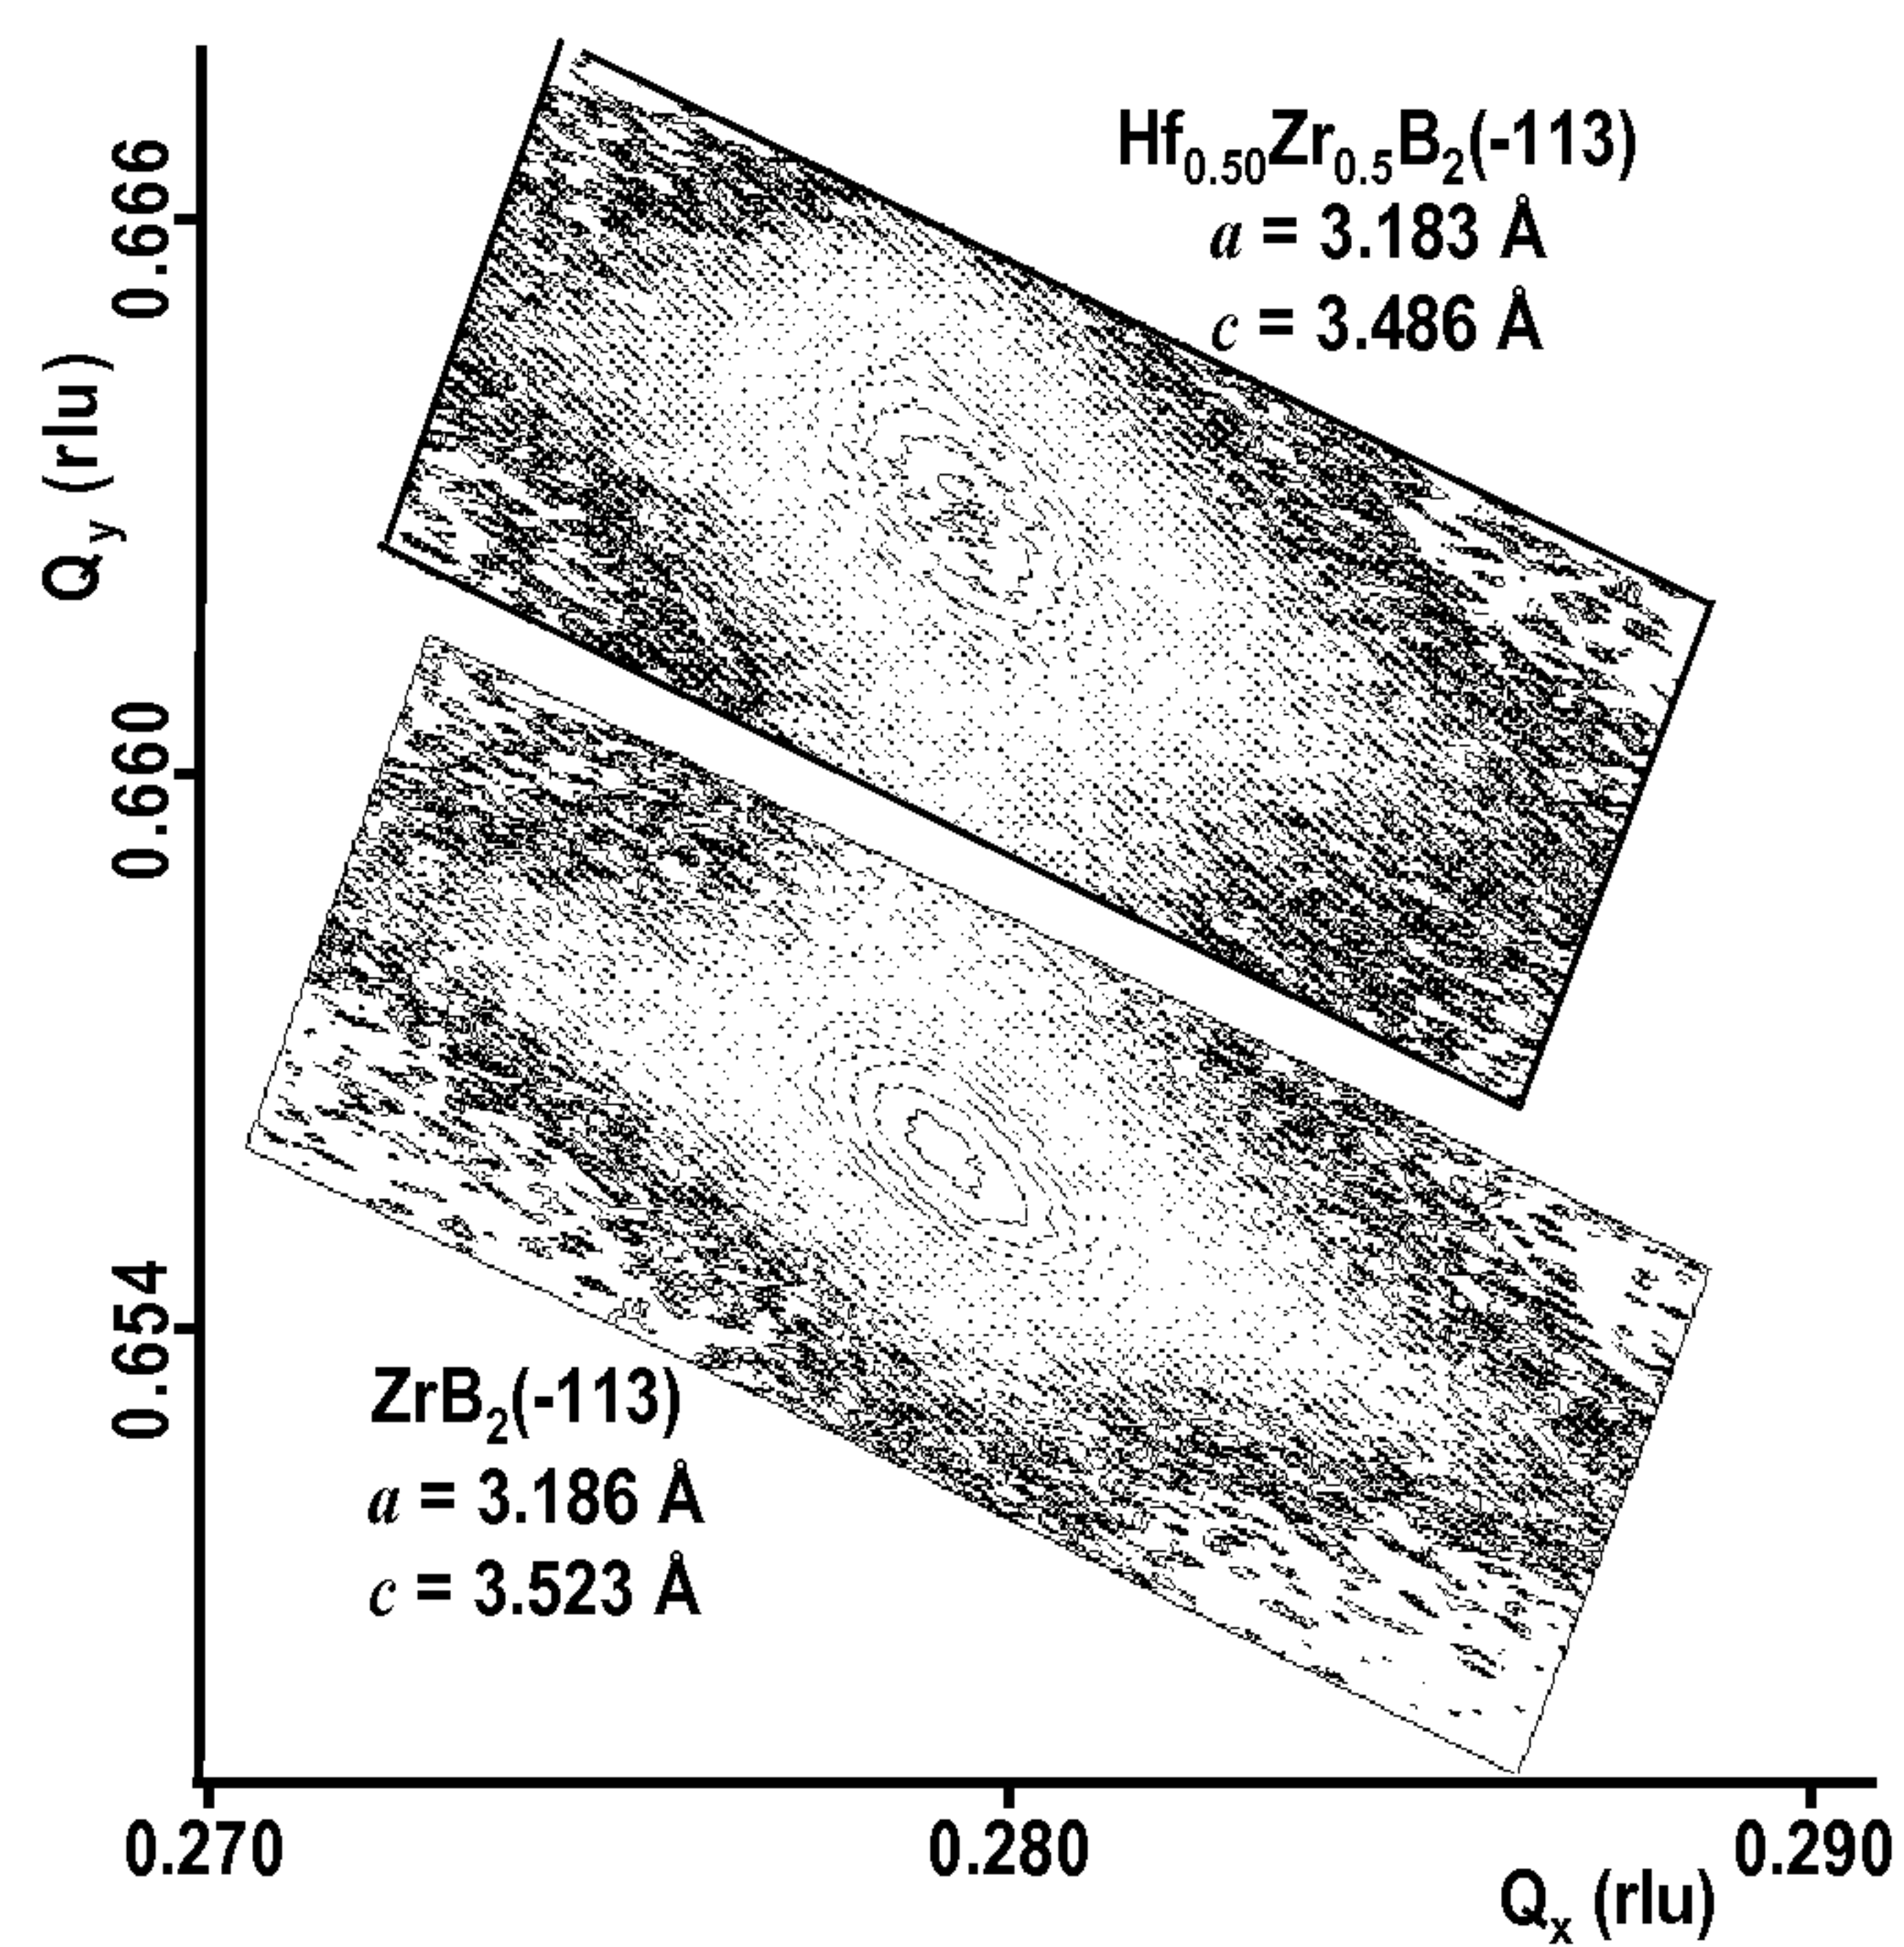 Hf0.50Zr0.5B2(-113)
a = 3.183 Å
c = 3.486 Å
Qy (rlu)
0.666
0.660
0.654
ZrB2(-113)
a = 3.186 Å
c = 3.523 Å
0.270 0.280 0.290
Qx (rlu)